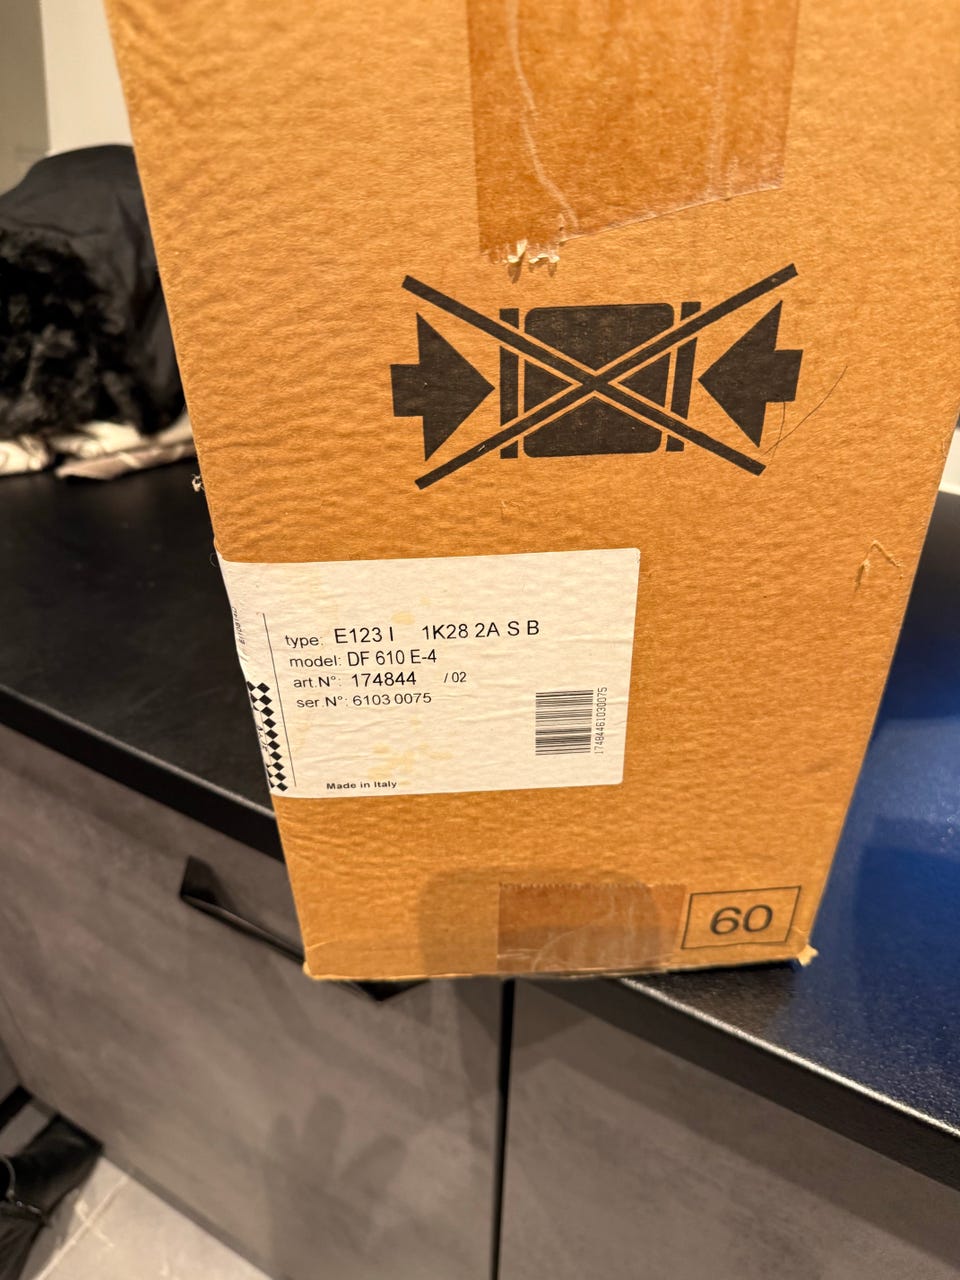 type: E123 I 1K28 2A S B
model: DF 610 E-4
art.N°: 174844 / 02
ser.N°: 6103 0075
17484461030075
Made in Italy
60